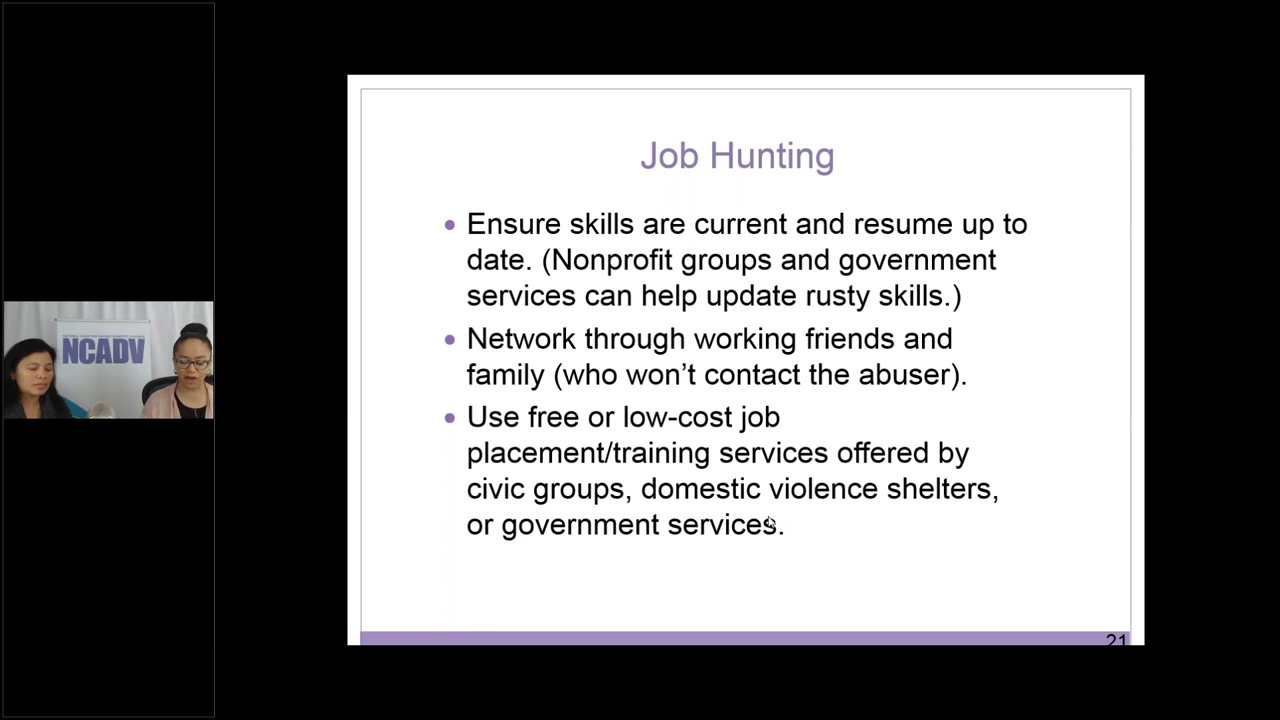 NCADV
Job Hunting
• Ensure skills are current and resume up to
date. (Nonprofit groups and government
services can help update rusty skills.)
• Network through working friends and
family (who won't contact the abuser).
• Use free or low-cost job
placement/training services offered by
civic groups, domestic violence shelters,
or government services.
21